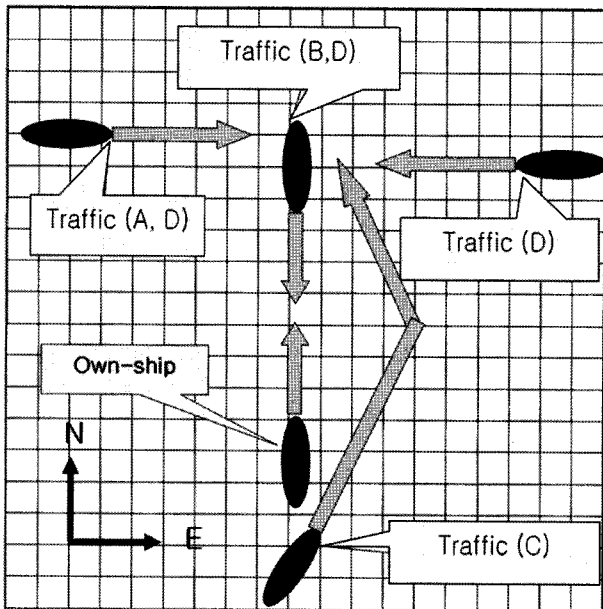 Traffic (B,D)
Traffic (A, D)
Traffic (D)
Own-ship
N
E
Traffic (C)